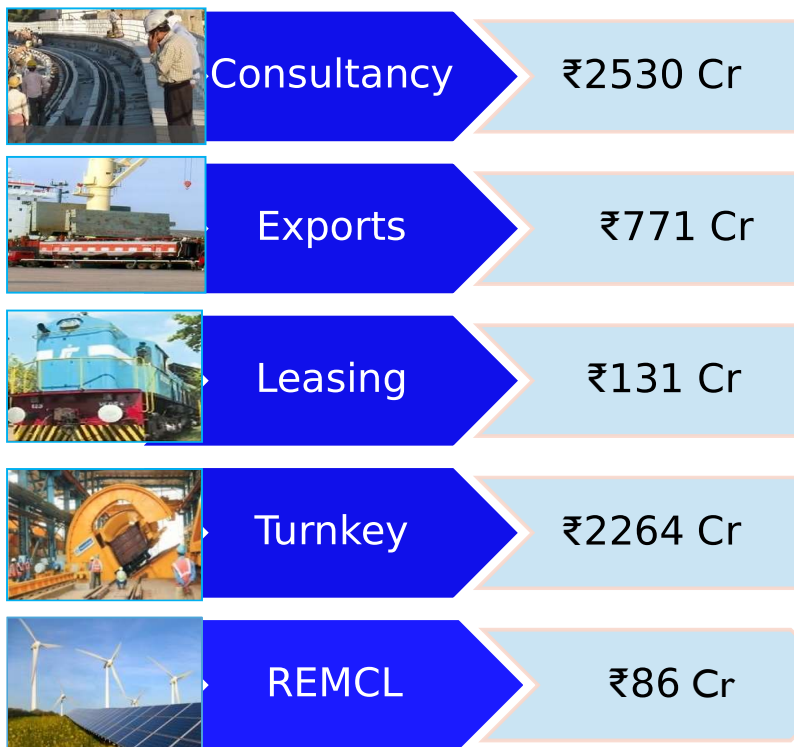 Consultancy ₹2530 Cr
Exports ₹771 Cr
Leasing ₹131 Cr
Turnkey ₹2264 Cr
REMCL ₹86 Cr